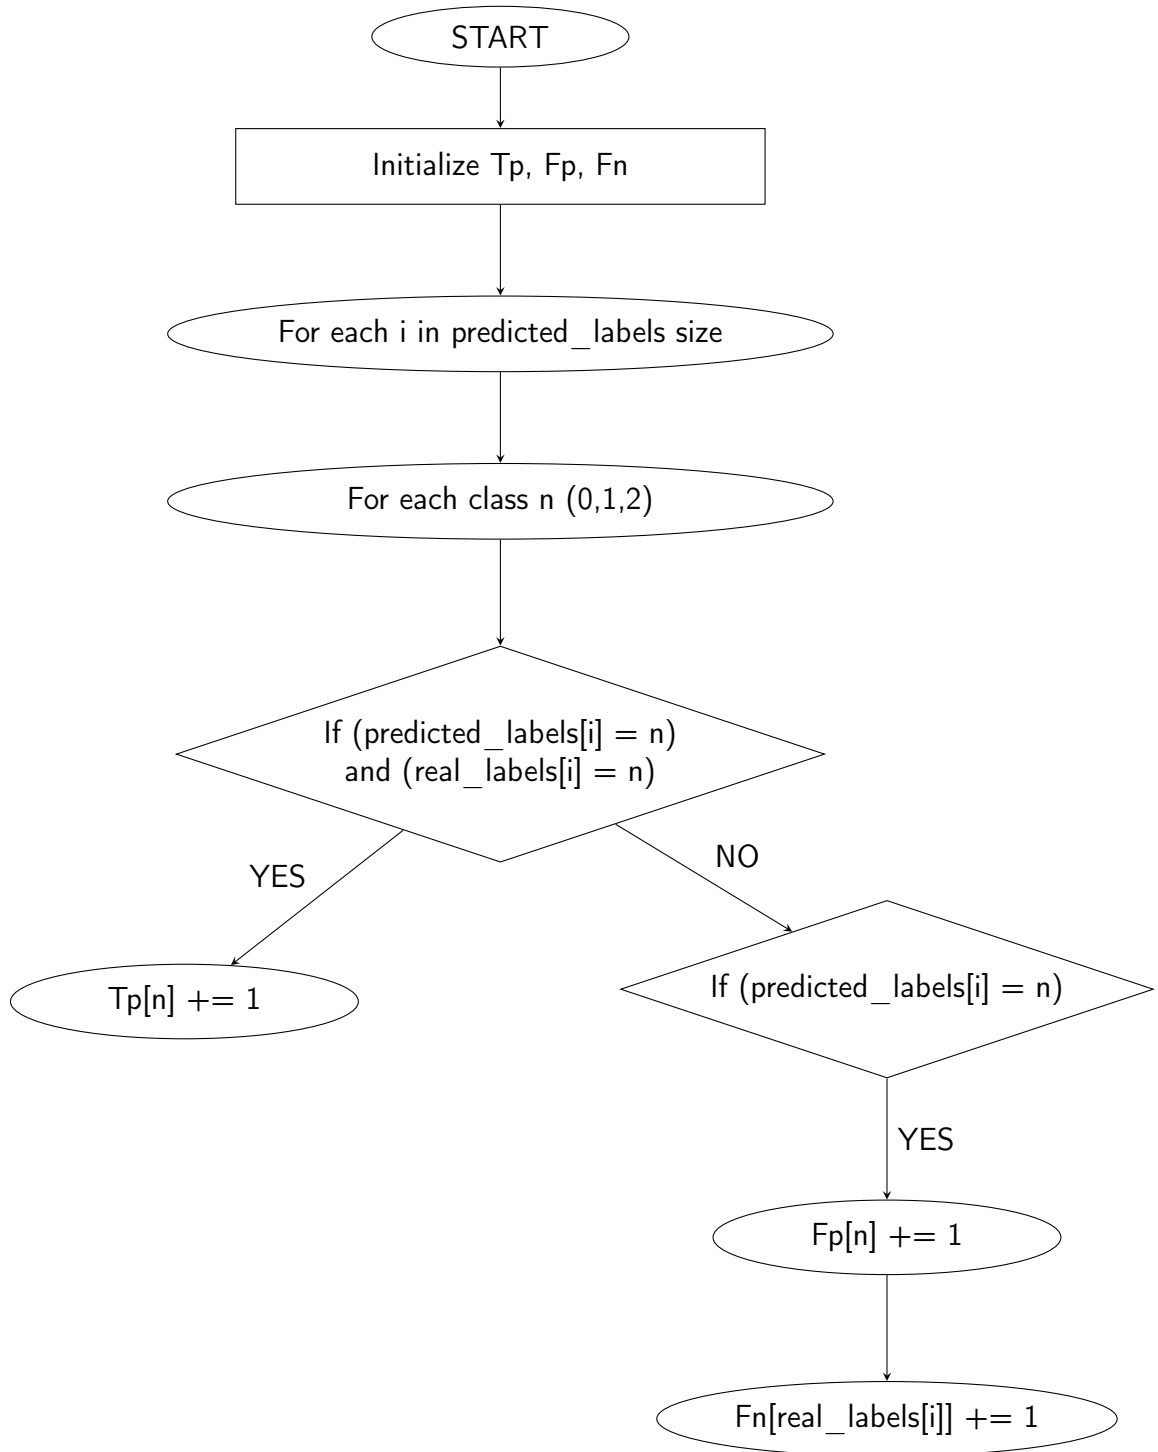 START
Initialize Tp, Fp, Fn
For each i in predicted_labels size
For each class n (0,1,2)
If (predicted_labels[i] = n)
and (real_labels[i] = n)
YES
NO
Tp[n] += 1
If (predicted_labels[i] = n)
YES
Fp[n] += 1
Fn[real_labels[i]] += 1